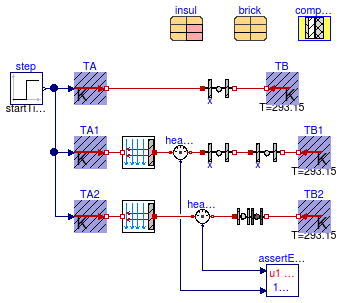 insul
brick
comp...
step
TA
TB
K
K
startTi...
T=293.15
TA1
hea...
TB1
K
K
x
x
x
T=293.15
TA2
hea...
TB2
K
K
T=293.15
assertE...
u1 ...
1...